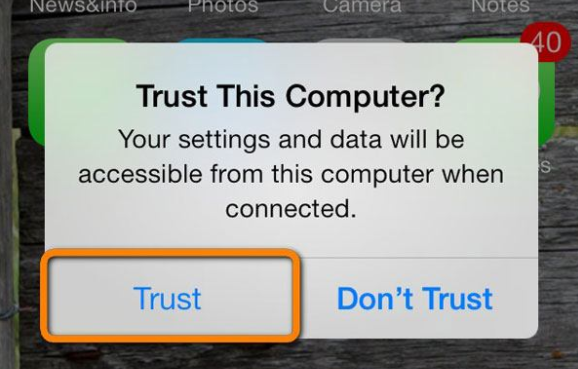 News&info Photos Camera Notes
40
Trust This Computer?
Your settings and data will be
accessible from this computer when
connected.
Trust Don't Trust